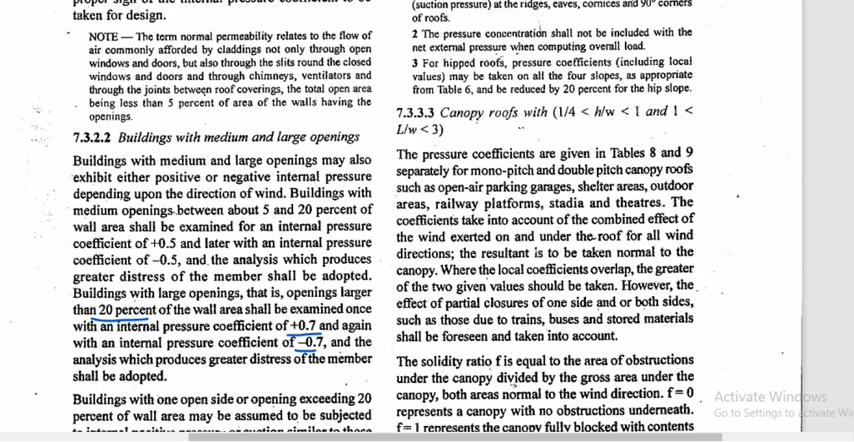 taken for design.
NOTE — The term normal permeability relates to the flow of
air commonly afforded by claddings not only through open
windows and doors, but also through the slits round the closed
windows and doors and through chimneys, ventilators and
through the joints between roof coverings, the total open area
being less than 5 percent of area of the walls having the
openings.
7.3.2.2 Buildings with medium and large openings
Buildings with medium and large openings may also
exhibit either positive or negative internal pressure
depending upon the direction of wind. Buildings with
medium openings between about 5 and 20 percent of
wall area shall be examined for an internal pressure
coefficient of +0.5 and later with an internal pressure
coefficient of –0.5, and the analysis which produces
greater distress of the member shall be adopted.
Buildings with large openings, that is, openings larger
than 20 percent of the wall area shall be examined once
with an internal pressure coefficient of +0.7 and again
with an internal pressure coefficient of –0.7, and the
analysis which produces greater distress of the member
shall be adopted.
Buildings with one open side or opening exceeding 20
percent of wall area may be assumed to be subjected
(suction pressure) at the ridges, eaves, cornices and 90° corners
of roofs.
2 The pressure concentration shall not be included with the
net external pressure when computing overall load.
3 For hipped roofs, pressure coefficients (including local
values) may be taken on all the four slopes, as appropriate
from Table 6, and be reduced by 20 percent for the hip slope.
7.3.3.3 Canopy roofs with (1/4 < h/w < 1 and 1 <
L/w < 3)
The pressure coefficients are given in Tables 8 and 9
separately for mono-pitch and double pitch canopy roofs
such as open-air parking garages, shelter areas, outdoor
areas, railway platforms, stadia and theatres. The
coefficients take into account of the combined effect of
the wind exerted on and under the roof for all wind
directions; the resultant is to be taken normal to the
canopy. Where the local coefficients overlap, the greater
of the two given values should be taken. However, the
effect of partial closures of one side and or both sides,
such as those due to trains, buses and stored materials
shall be foreseen and taken into account.
The solidity ratio f is equal to the area of obstructions
under the canopy divided by the gross area under the
canopy, both areas normal to the wind direction. f = 0
represents a canopy with no obstructions underneath.
f = 1 represents the canopy fully blocked with contents
Activate Windows
Go to Settings to activate Wi